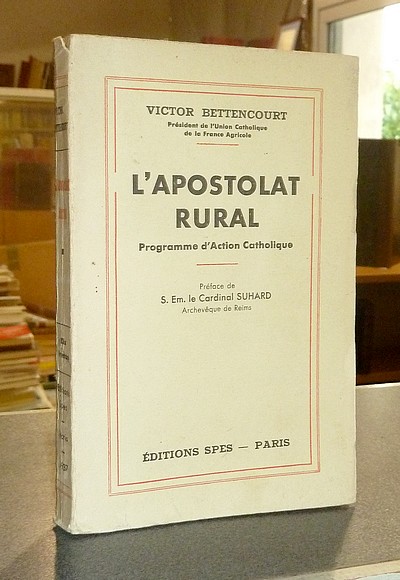 VICTOR BETTENCOURT
Président de l'Union Catholique
de la France Agricole
L'APOSTOLAT
RURAL
Programme d'Action Catholique
Préface de
S. Em. le Cardinal SUHARD
Archevêque de Reims
ÉDITIONS SPES — PARIS